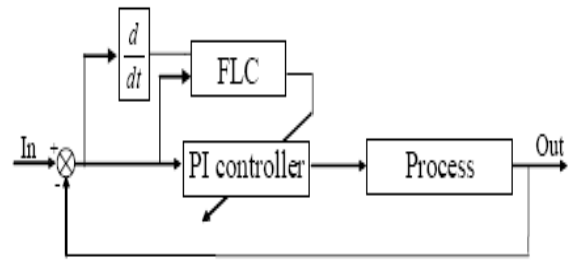 d
dt
FLC
In
+
-
PI controller
Process
Out